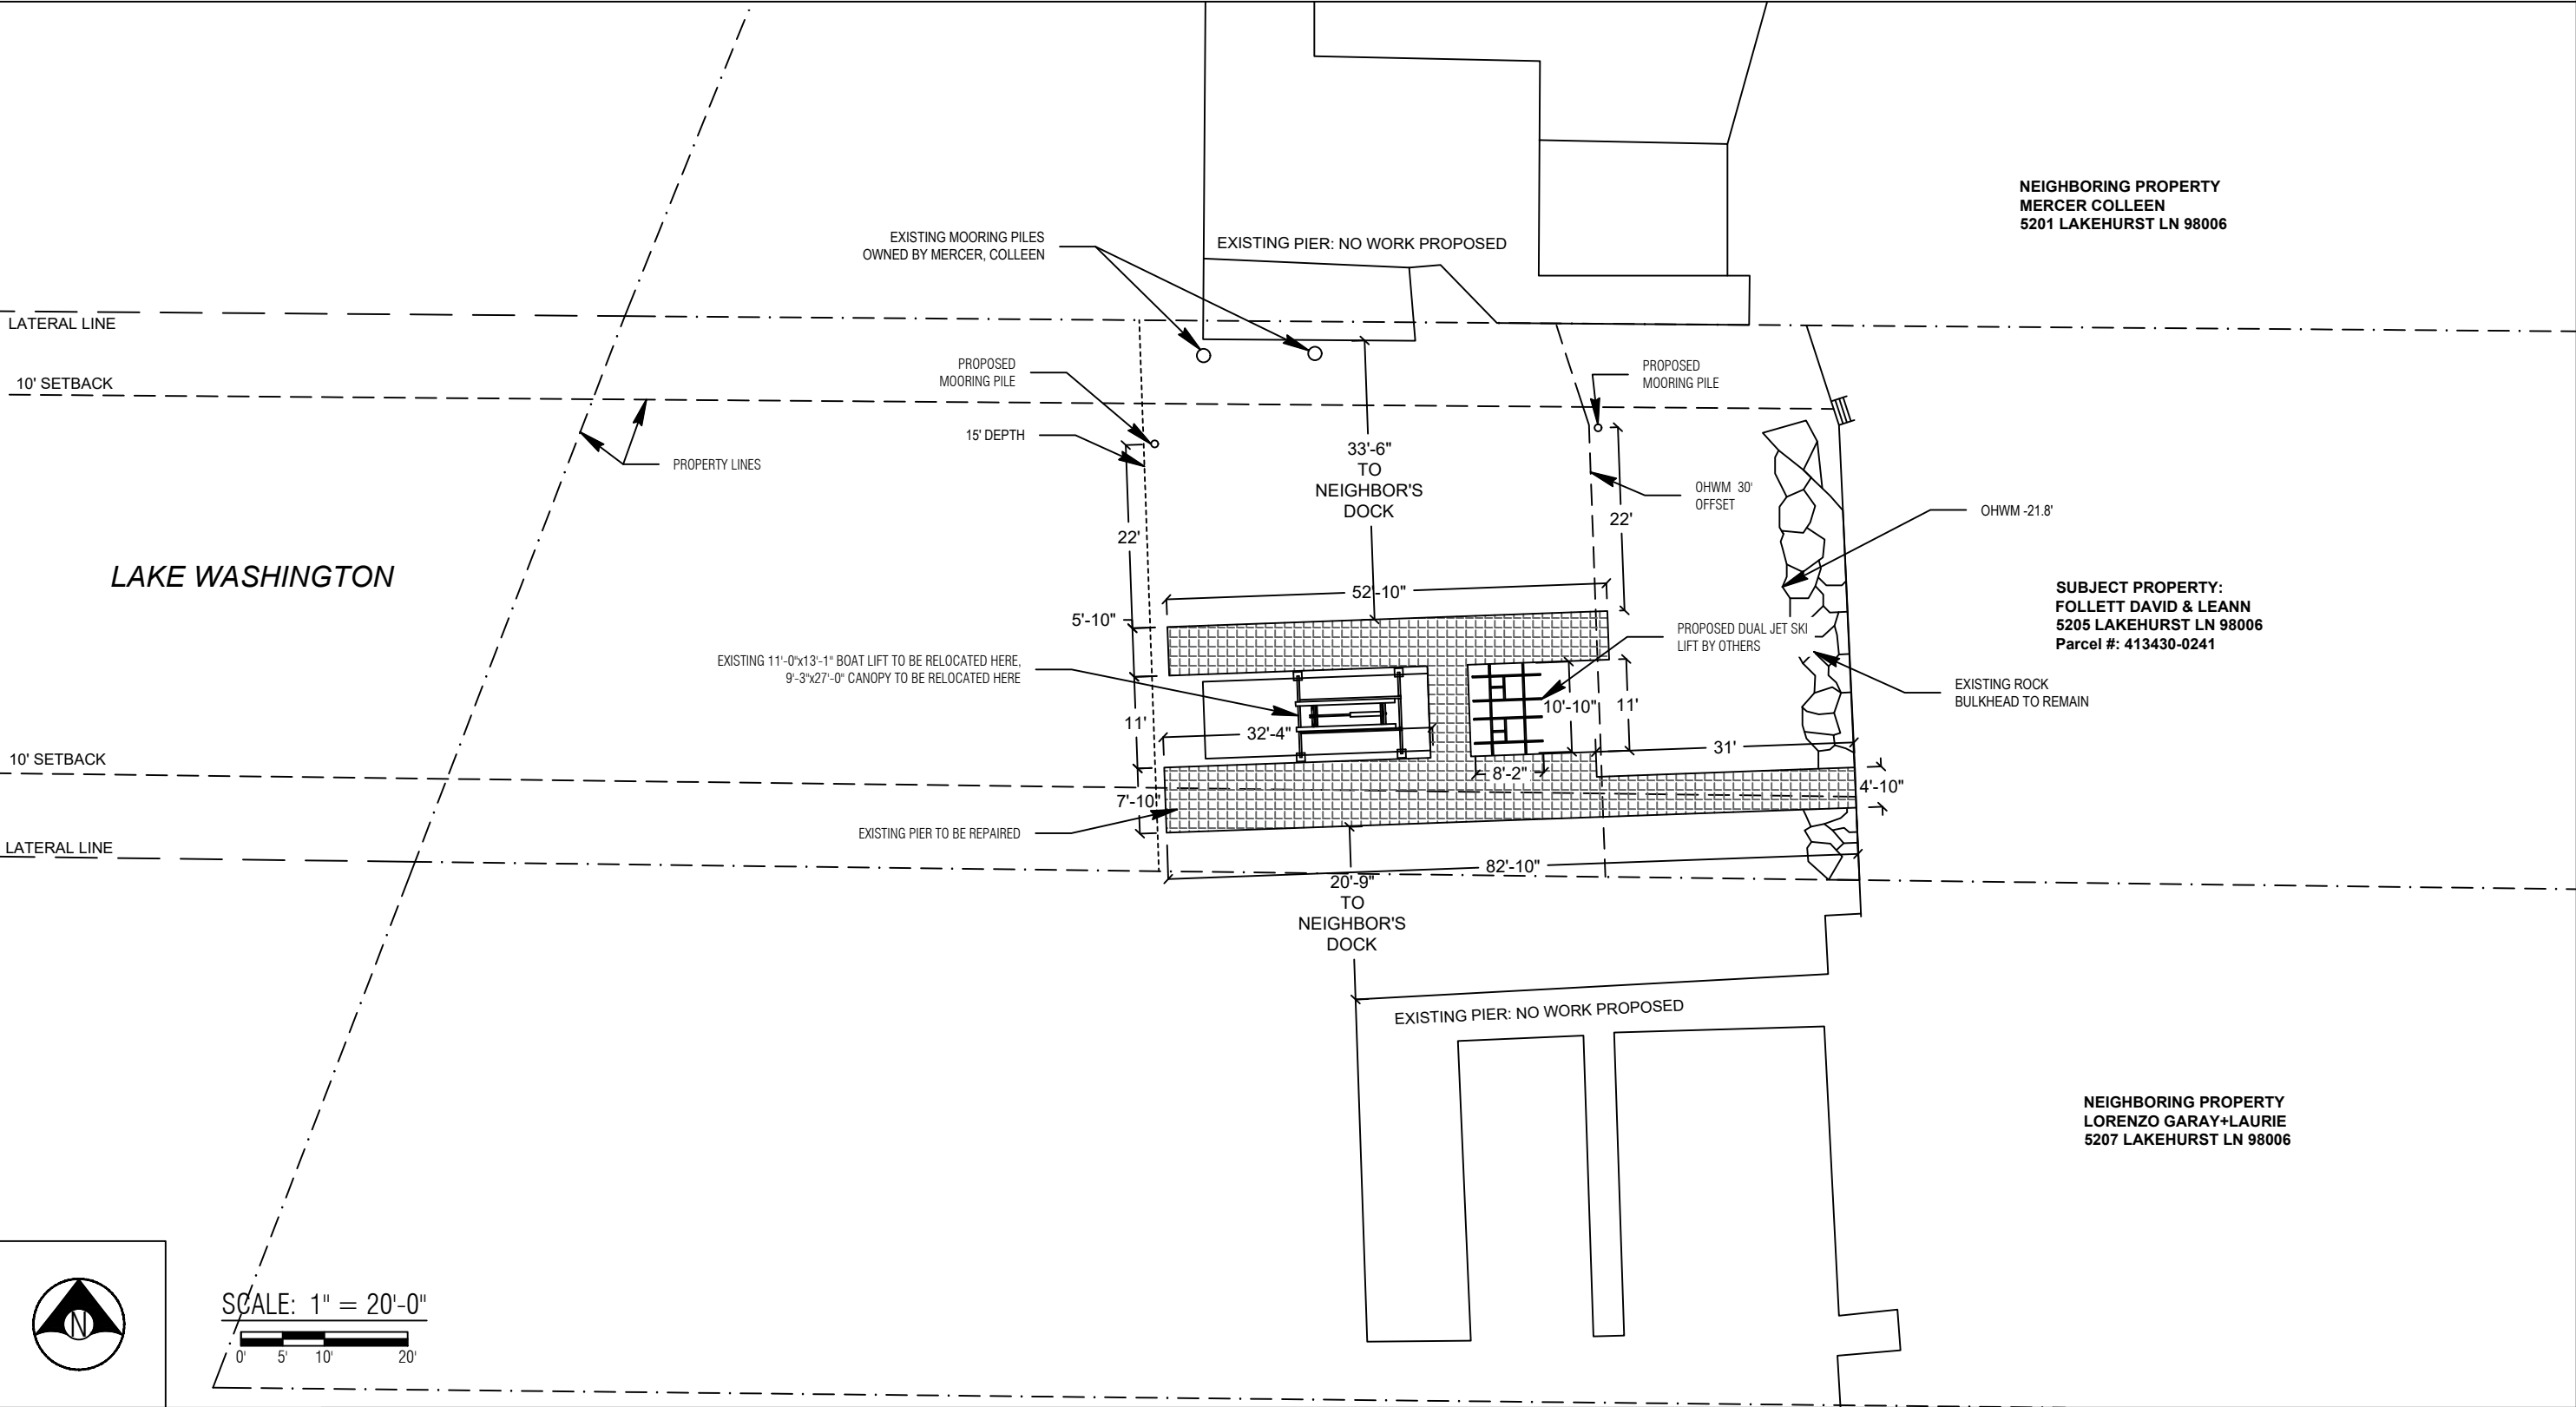 NEIGHBORING PROPERTY
MERCER COLLEEN
5201 LAKEHURST LN 98006
EXISTING MOORING PILES
OWNED BY MERCER, COLLEEN
EXISTING PIER: NO WORK PROPOSED
LATERAL LINE
PROPOSED
MOORING PILE
PROPOSED
MOORING PILE
10' SETBACK
15' DEPTH
PROPERTY LINES
33'-6"
TO
NEIGHBOR'S
DOCK
OHWM 30'
OFFSET
OHWM -21.8'
22'
22'
LAKE WASHINGTON
SUBJECT PROPERTY:
FOLLETT DAVID & LEANN
5205 LAKEHURST LN 98006
Parcel #: 413430-0241
52'-10"
5'-10"
PROPOSED DUAL JET SKI
LIFT BY OTHERS
EXISTING 11'-0"x13'-1" BOAT LIFT TO BE RELOCATED HERE,
9'-3"x27'-0" CANOPY TO BE RELOCATED HERE
EXISTING ROCK
BULKHEAD TO REMAIN
10'-10"
11'
11'
32'-4"
31'
10' SETBACK
8'-2"
4'-10"
7'-10"
EXISTING PIER TO BE REPAIRED
LATERAL LINE
82'-10"
20'-9"
TO
NEIGHBOR'S
DOCK
EXISTING PIER: NO WORK PROPOSED
NEIGHBORING PROPERTY
LORENZO GARAY+LAURIE
5207 LAKEHURST LN 98006
N
SCALE: 1" = 20'-0"
0' 5' 10' 20'